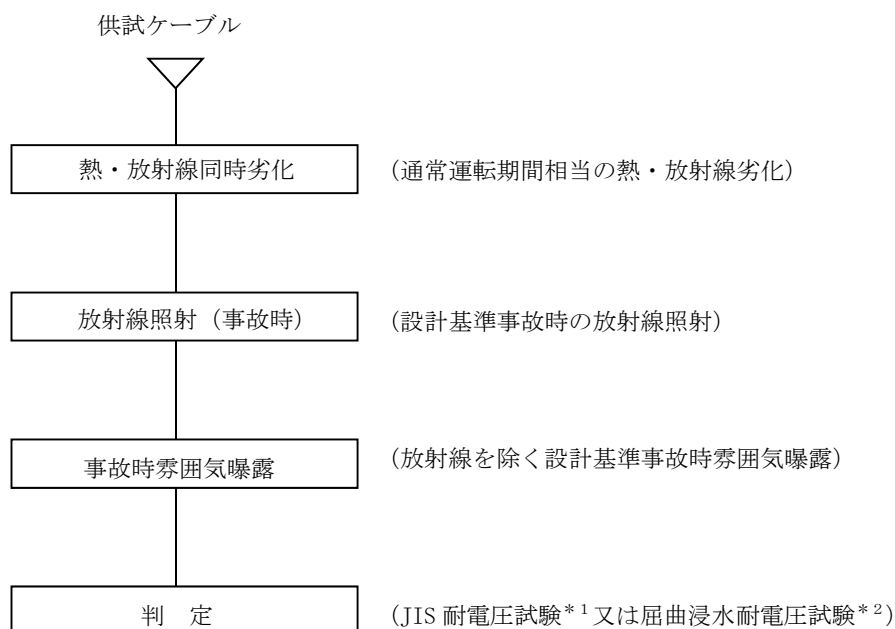 供試ケーブル
熱・放射線同時劣化 (通常運転期間相当の熱・放射線劣化)
放射線照射(事故時) (設計基準事故時の放射線照射)
事故時雰囲気曝露 (放射線を除く設計基準事故時雰囲気曝露)
判 定 (JIS 耐電圧試験*1又は屈曲浸水耐電圧試験*2)